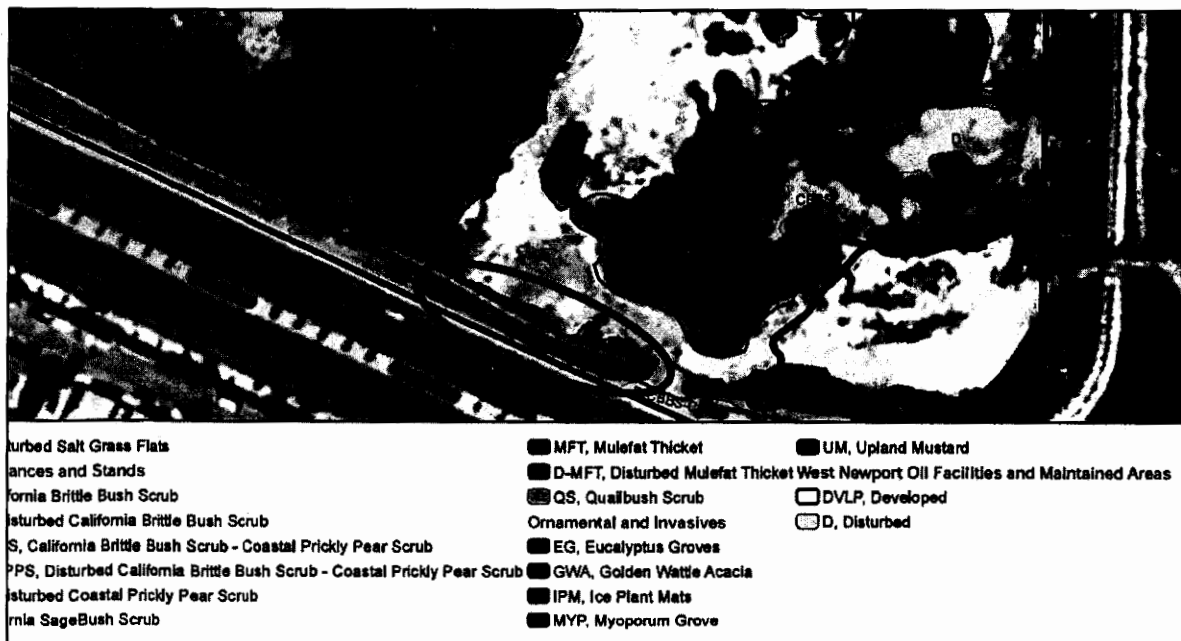 D
turbed Salt Grass Flats
ances and Stands
fornia Brittle Bush Scrub
isturbed California Brittle Bush Scrub
S, California Brittle Bush Scrub - Coastal Prickly Pear Scrub
PPS, Disturbed California Brittle Bush Scrub - Coastal Prickly Pear Scrub
isturbed Coastal Prickly Pear Scrub
rnia SageBush Scrub
MFT, Mulefat Thicket
D-MFT, Disturbed Mulefat Thicket
QS, Quailbush Scrub
Ornamental and Invasives
EG, Eucalyptus Groves
GWA, Golden Wattle Acacia
IPM, Ice Plant Mats
MYP, Myoporum Grove
UM, Upland Mustard
West Newport Oil Facilities and Maintained Areas
DVLP, Developed
D, Disturbed